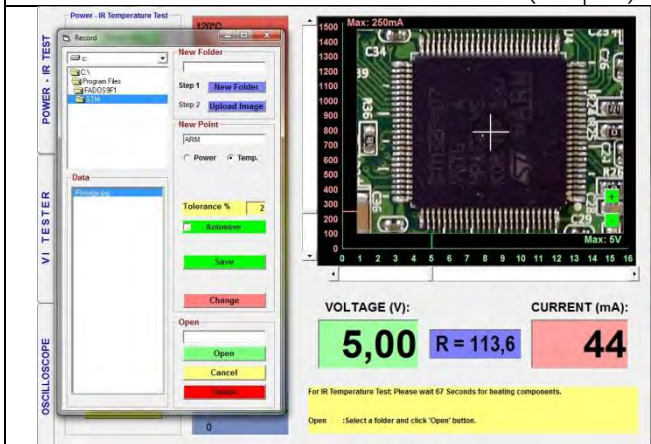 Power - IR Temperature Test
120°C
Record
c:
C:\
Program Files
FADOS9F1
STM
Data
IRimage.jpg
New Folder
Step 1 New Folder
Step 2 Upload Image
New Point
ARM
Power Temp.
Tolerance % 2
Autosave
Save
Change
Open
Open
Cancel
POWER - IR TEST
VI TESTER
OSCILLOSCOPE
0
1500
1400
1300
1200
1100
1000
900
800
700
600
500
400
300
200
100
0
Max: 250mA
C34
C26
R36
C29
+
-
Max: 5V
0 1 2 3 4 5 6 7 8 9 10 11 12 13 14 15 16
VOLTAGE (V):
5,00
R = 113,6
CURRENT (mA):
44
For IR Temperature Test: Please wait 67 Seconds for heating components.
Open :Select a folder and click 'Open' button.